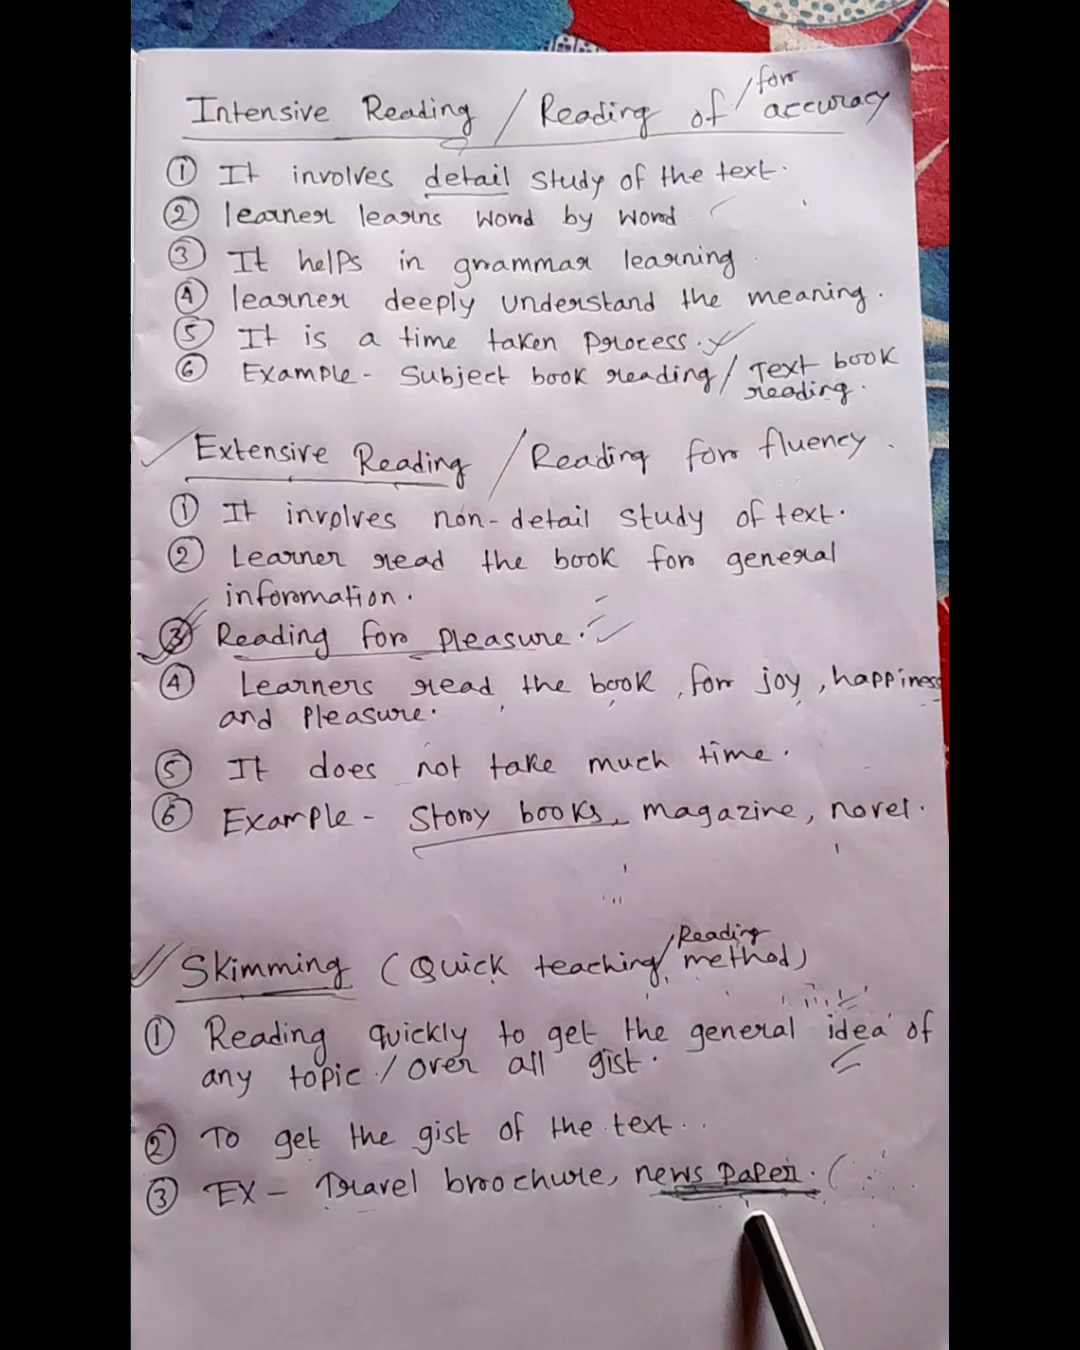 Intensive Reading / Reading of / for accuracy
① It involves detail study of the text.
② learner learns word by word
③ It helps in grammar learning
④ learner deeply understand the meaning.
⑤ It is a time taken process.
⑥ Example - Subject book reading / Text book reading.
Extensive Reading / Reading for fluency.
① It involves non-detail study of text.
② Learner read the book for general
information.
③ Reading for pleasure.
④ Learners read the book, for joy, happiness
and pleasure.
⑤ It does not take much time.
⑥ Example - Story books, magazine, novel.
Skimming (Quick teaching / Reading method)
① Reading quickly to get the general idea of
any topic. / over all gist.
② To get the gist of the text..
③ EX - Travel brochure, news paper. (